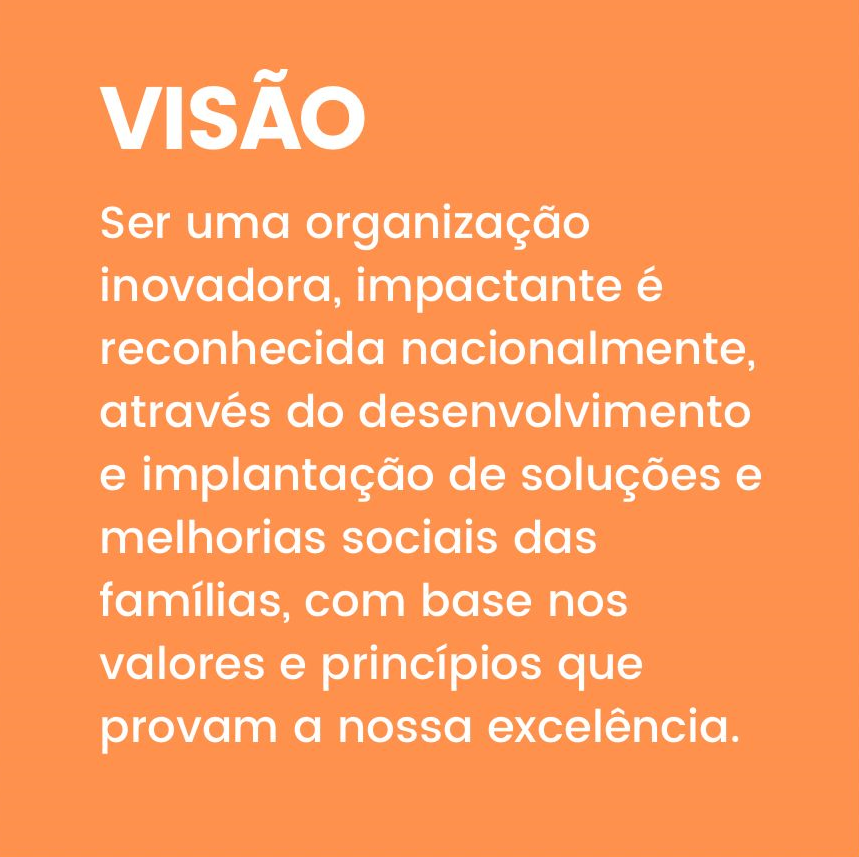 VISÃO
Ser uma organização
inovadora, impactante é
reconhecida nacionalmente,
através do desenvolvimento
e implantação de soluções e
melhorias sociais das
famílias, com base nos
valores e princípios que
provam a nossa excelência.